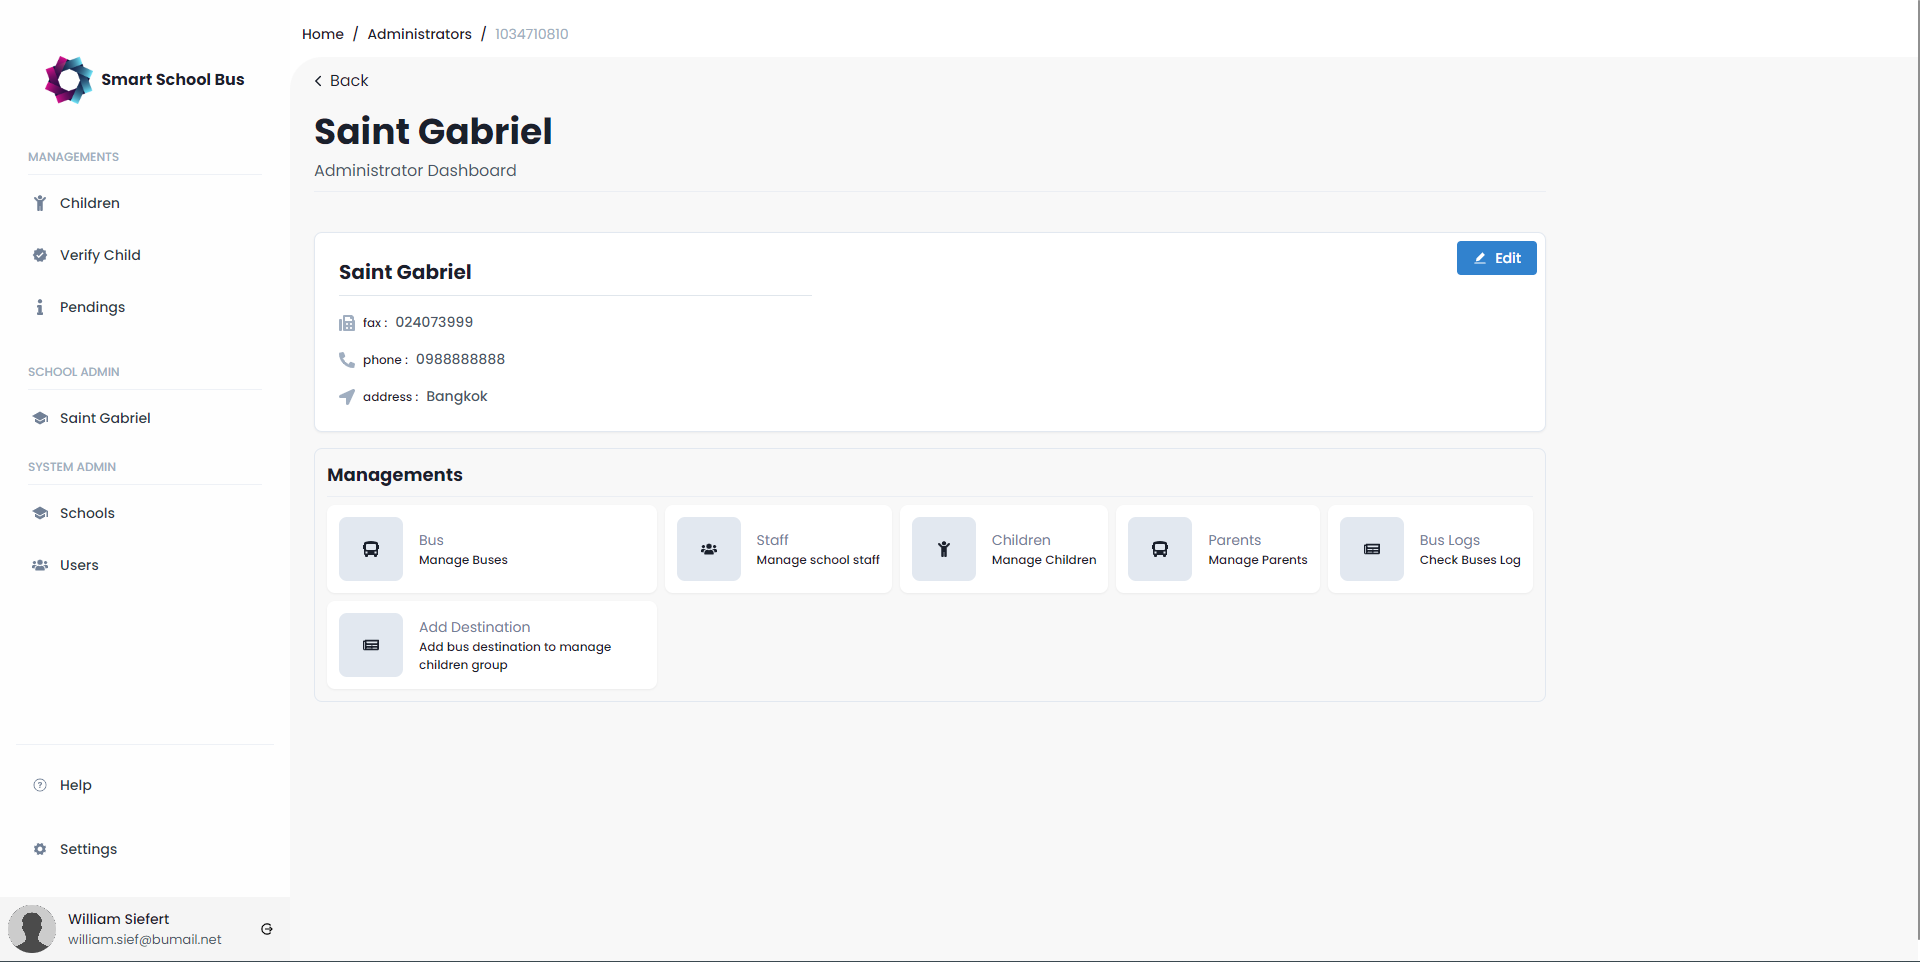 Smart School Bus
MANAGEMENTS
Children
Verify Child
Pendings
SCHOOL ADMIN
Saint Gabriel
SYSTEM ADMIN
Schools
Users
Help
Settings
William Siefert
william.sief@bumail.net
Home / Administrators / 1034710810
Back
Saint Gabriel
Administrator Dashboard
Edit
Saint Gabriel
fax : 024073999
phone : 0988888888
address : Bangkok
Managements
Bus
Manage Buses
Staff
Manage school staff
Children
Manage Children
Parents
Manage Parents
Bus Logs
Check Buses Log
Add Destination
Add bus destination to manage
children group